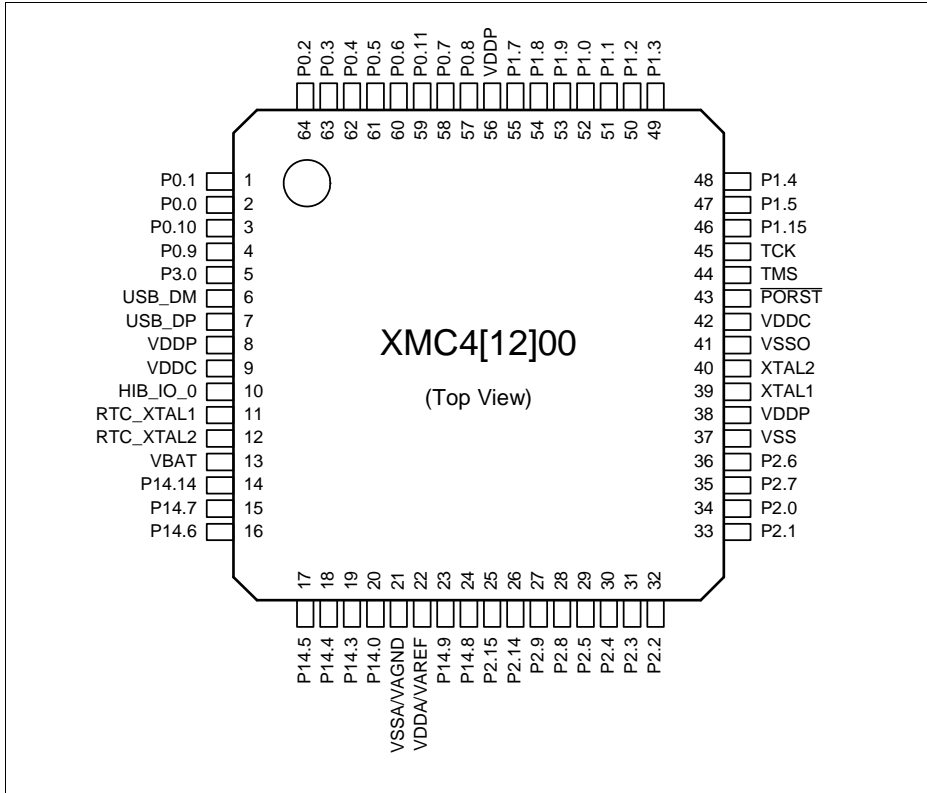 P0.2 P0.3 P0.4 P0.5 P0.6 P0.11 P0.7 P0.8 VDDP P1.7 P1.8 P1.9 P1.0 P1.1 P1.2 P1.3
64 63 62 61 60 59 58 57 56 55 54 53 52 51 50 49
P0.1 1 48 P1.4
P0.0 2 47 P1.5
P0.10 3 46 P1.15
P0.9 4 45 TCK
P3.0 5 44 TMS
USB_DM 6 43 PORST
USB_DP 7 42 VDDC
VDDP 8 41 VSSO
VDDC 9 40 XTAL2
HIB_IO_0 10 39 XTAL1
RTC_XTAL1 11 38 VDDP
RTC_XTAL2 12 37 VSS
VBAT 13 36 P2.6
P14.14 14 35 P2.7
P14.7 15 34 P2.0
P14.6 16 33 P2.1
XMC4[12]00
(Top View)
17 18 19 20 21 22 23 24 25 26 27 28 29 30 31 32
P14.5 P14.4 P14.3 P14.0 VSSA/VAGND VDDA/VAREF P14.9 P14.8 P2.15 P2.14 P2.9 P2.8 P2.5 P2.4 P2.3 P2.2